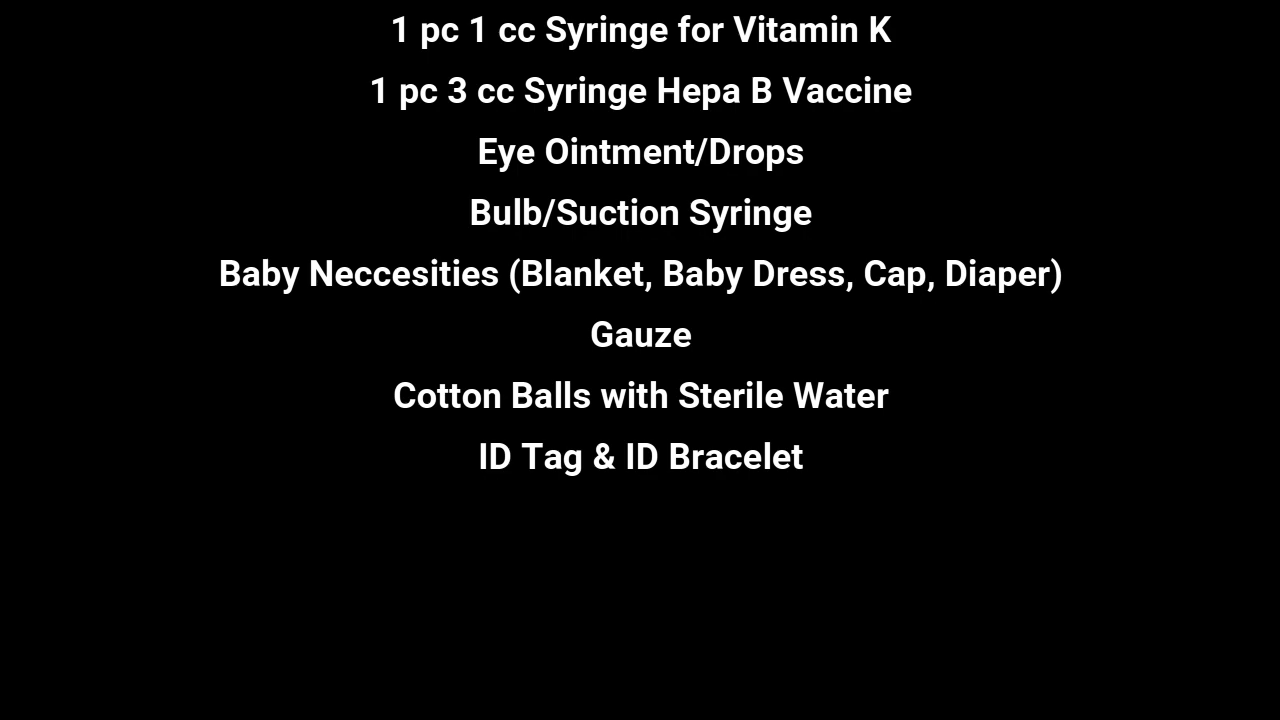 1 pc 1 cc Syringe for Vitamin K
1 pc 3 cc Syringe Hepa B Vaccine
Eye Ointment/Drops
Bulb/Suction Syringe
Baby Neccesities (Blanket, Baby Dress, Cap, Diaper)
Gauze
Cotton Balls with Sterile Water
ID Tag & ID Bracelet